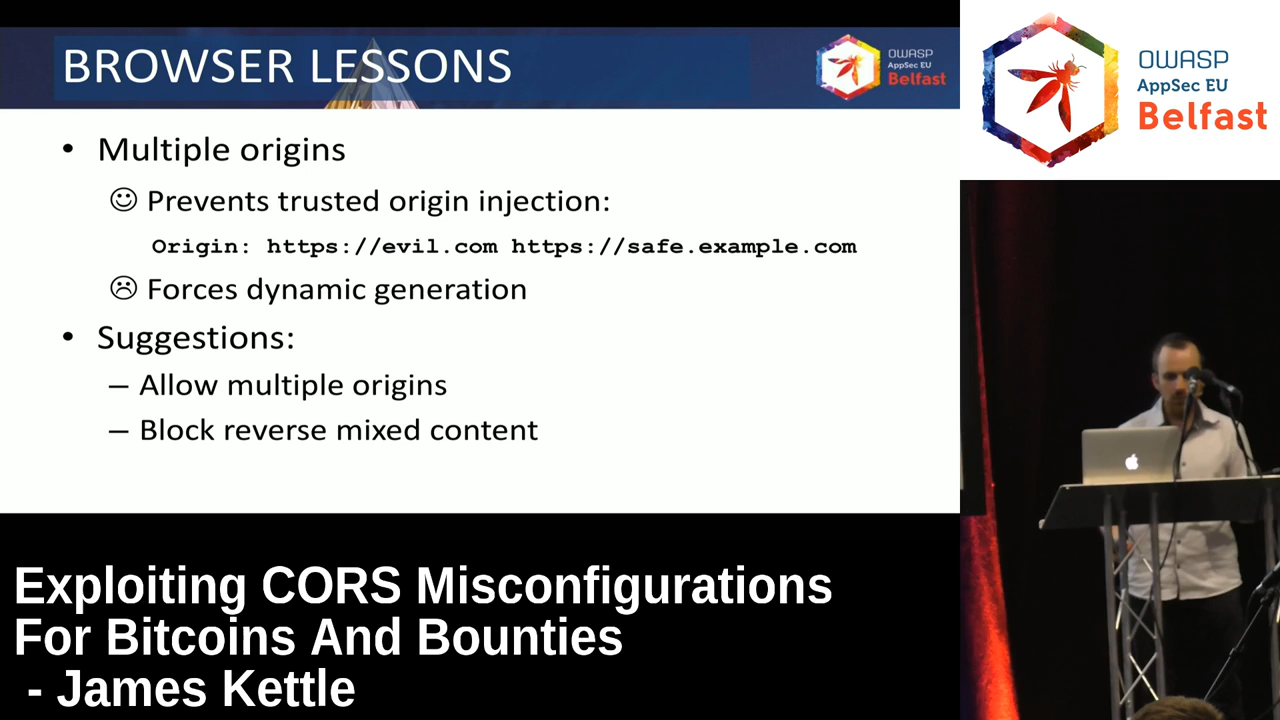 BROWSER LESSONS
OWASP
AppSec EU
Belfast
• Multiple origins
☺ Prevents trusted origin injection:
Origin: https://evil.com https://safe.example.com
☹ Forces dynamic generation
• Suggestions:
– Allow multiple origins
– Block reverse mixed content
OWASP
AppSec EU
Belfast
Exploiting CORS Misconfigurations
For Bitcoins And Bounties
- James Kettle